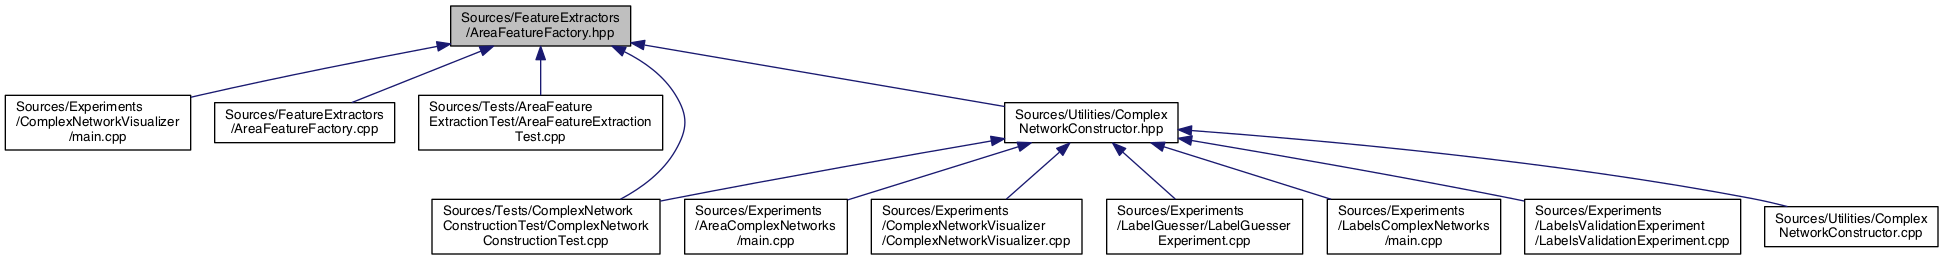 Sources/FeatureExtractors
/AreaFeatureFactory.hpp
Sources/Experiments
/ComplexNetworkVisualizer
/main.cpp
Sources/FeatureExtractors
/AreaFeatureFactory.cpp
Sources/Tests/AreaFeature
ExtractionTest/AreaFeatureExtraction
Test.cpp
Sources/Utilities/Complex
NetworkConstructor.hpp
Sources/Tests/ComplexNetwork
ConstructionTest/ComplexNetwork
ConstructionTest.cpp
Sources/Experiments
/AreaComplexNetworks
/main.cpp
Sources/Experiments
/ComplexNetworkVisualizer
/ComplexNetworkVisualizer.cpp
Sources/Experiments
/LabelGuesser/LabelGuesser
Experiment.cpp
Sources/Experiments
/LabelsComplexNetworks
/main.cpp
Sources/Experiments
/LabelsValidationExperiment
/LabelsValidationExperiment.cpp
Sources/Utilities/Complex
NetworkConstructor.cpp